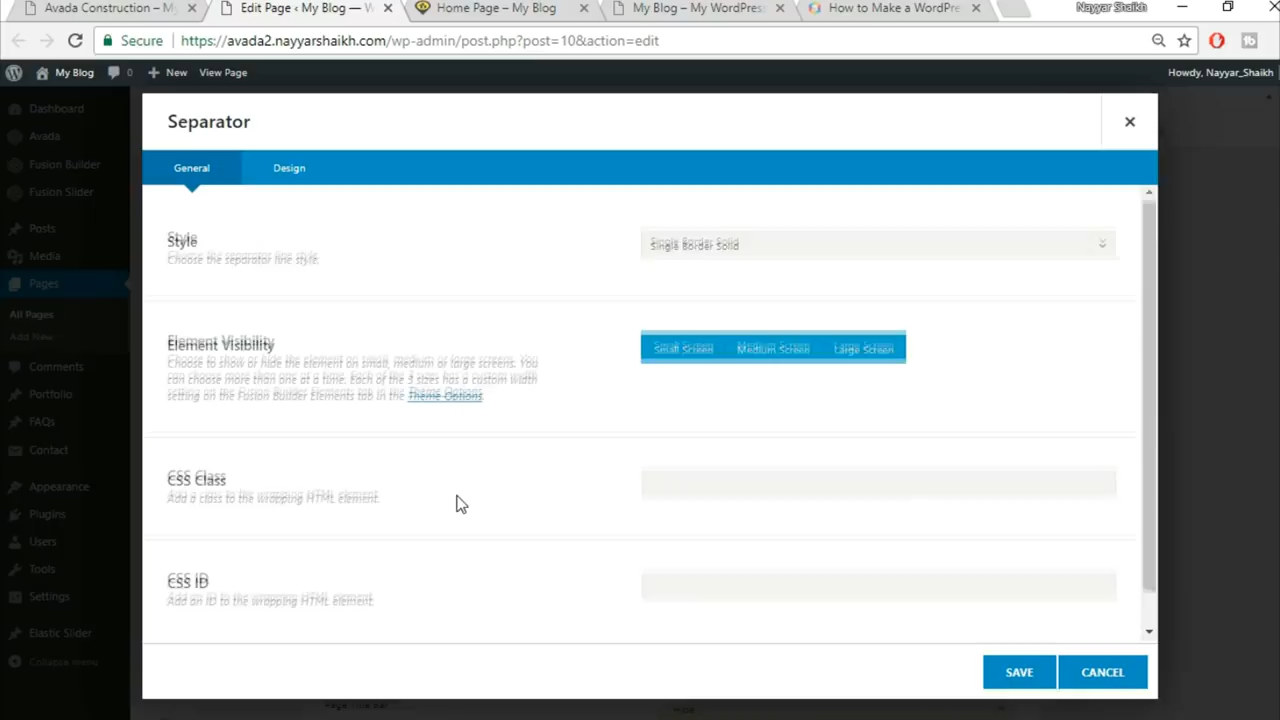 Avada Construction – My
Edit Page ‹ My Blog — W
Home Page – My Blog
My Blog – My WordPress
How to Make a WordPre
Nayyar Shaikh
Secure
https://avada2.nayyarshaikh.com/wp-admin/post.php?post=10&action=edit
My Blog
0
New
View Page
Howdy, Nayyar_Shaikh
Dashboard
Avada
Fusion Builder
Fusion Slider
Posts
Media
Pages
All Pages
Add New
Comments
Portfolio
FAQs
Contact
Appearance
Plugins
Users
Tools
Settings
Elastic Slider
Collapse menu
Separator
General
Design
Style
Choose the separator line style.
Single Border Solid
Element Visibility
Choose to show or hide the element on small, medium or large screens. You
can choose more than one at a time. Each of the 3 sizes has a custom width
setting on the Fusion Builder Elements tab in the Theme Options.
Small Screen
Medium Screen
Large Screen
CSS Class
Add a class to the wrapping HTML element.
CSS ID
Add an ID to the wrapping HTML element.
SAVE
CANCEL